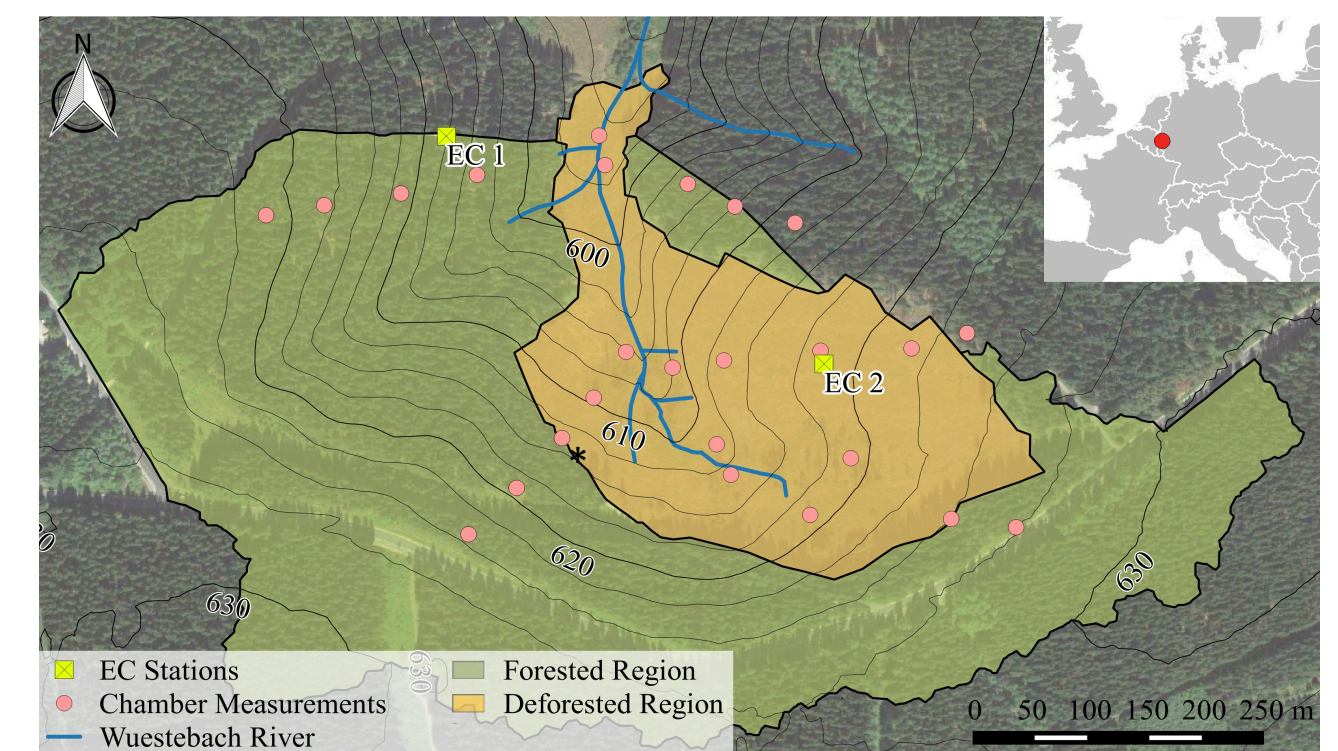 N
EC 1
600
EC 2
610
*
620
630
630
630
EC Stations
Chamber Measurements
Wuestebach River
Forested Region
Deforested Region
0 50 100 150 200 250 m